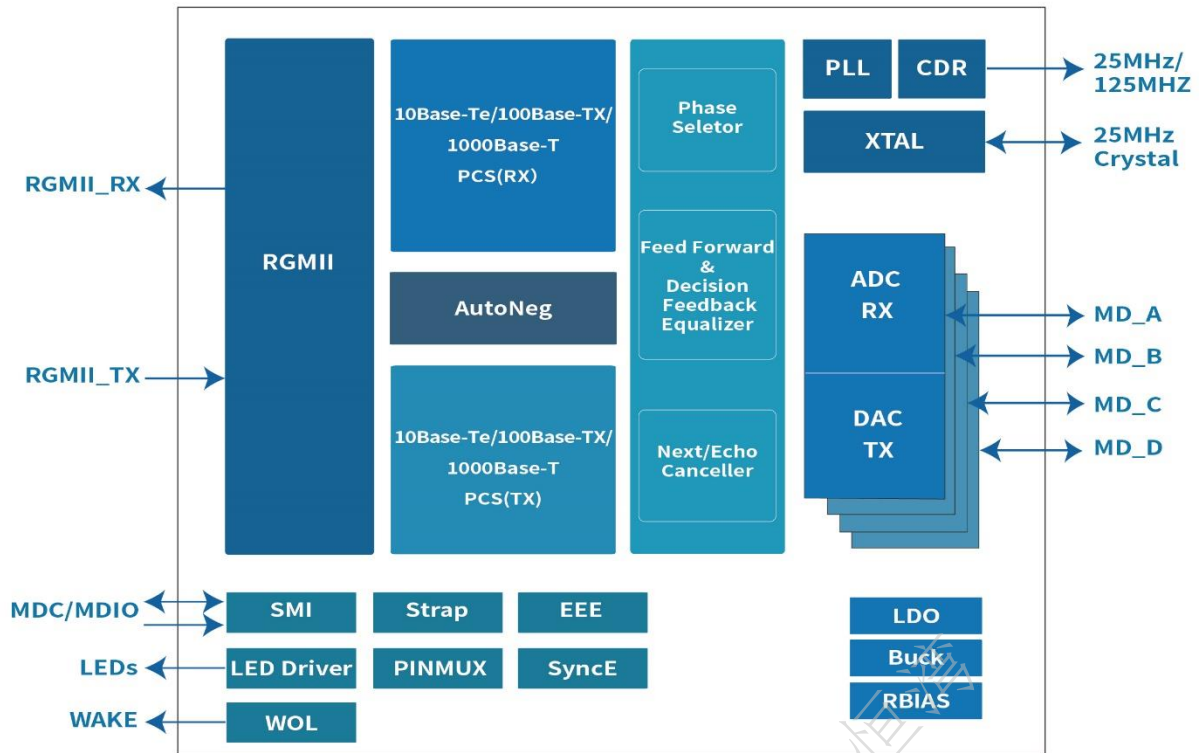 RGMII_RX
RGMII_TX
RGMII
10Base-Te/100Base-TX/
1000Base-T
PCS(RX)
AutoNeg
10Base-Te/100Base-TX/
1000Base-T
PCS(TX)
Phase
Seletor
Feed Forward
&
Decision
Feedback
Equalizer
Next/Echo
Canceller
PLL
CDR
25MHz/
125MHZ
XTAL
25MHz
Crystal
ADC
RX
DAC
TX
MD_A
MD_B
MD_C
MD_D
MDC/MDIO
SMI
Strap
EEE
LEDs
LED Driver
PINMUX
SyncE
WAKE
WOL
LDO
Buck
RBIAS